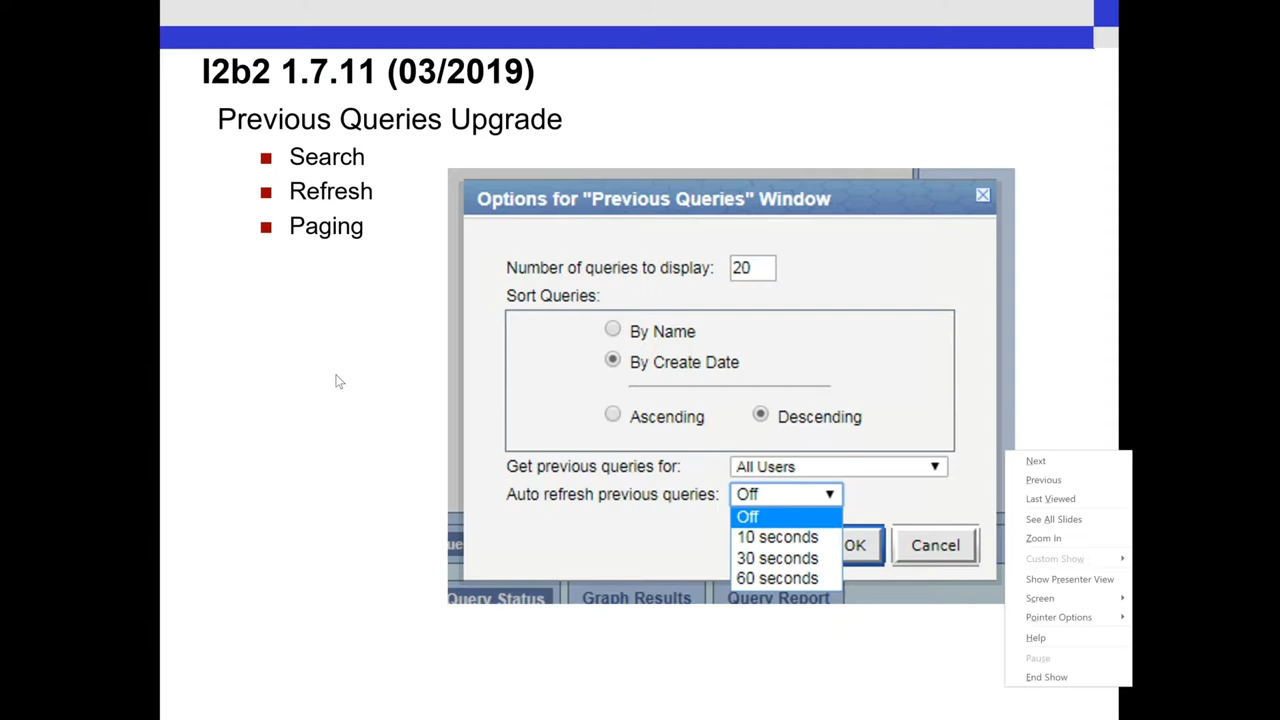 I2b2 1.7.11 (03/2019)
Previous Queries Upgrade
Search
Refresh
Paging
Options for "Previous Queries" Window
Number of queries to display: 20
Sort Queries:
By Name
By Create Date
Ascending Descending
Get previous queries for: All Users
Auto refresh previous queries: Off
Off
10 seconds
30 seconds
60 seconds
OK Cancel
Query Status Graph Results Query Report
Next
Previous
Last Viewed
See All Slides
Zoom In
Custom Show
Show Presenter View
Screen
Pointer Options
Help
Pause
End Show